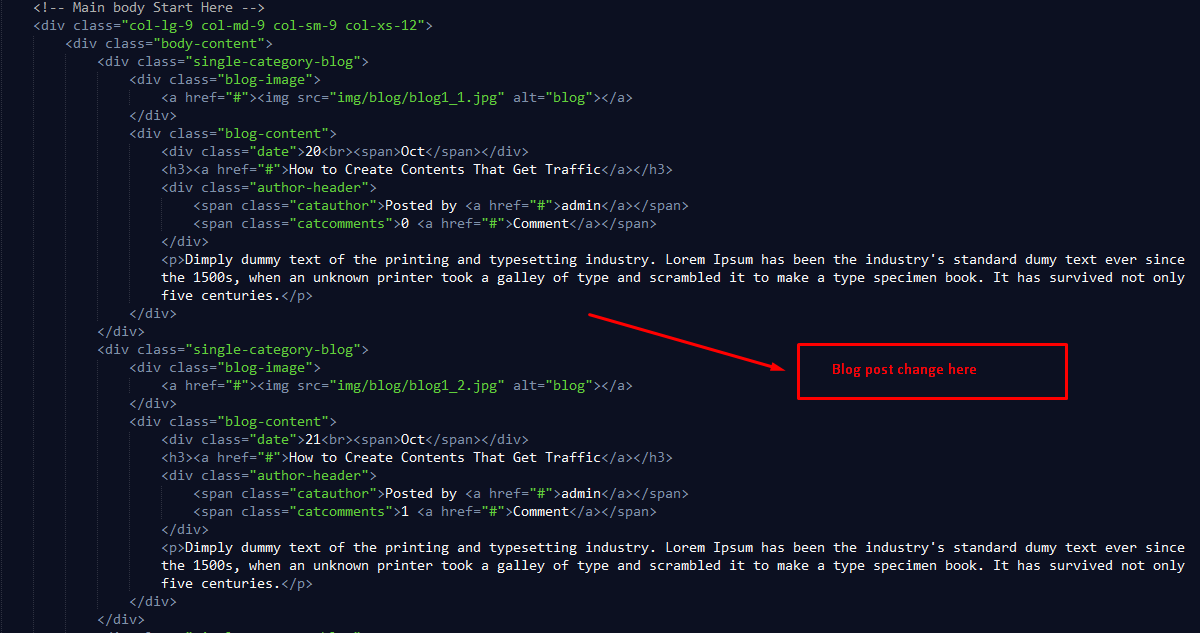 <!-- Main body Start Here -->
<div class="col-lg-9 col-md-9 col-sm-9 col-xs-12">
<div class="body-content">
<div class="single-category-blog">
<div class="blog-image">
<a href="#"><img src="img/blog/blog1_1.jpg" alt="blog"></a>
</div>
<div class="blog-content">
<div class="date">20<br><span>Oct</span></div>
<h3><a href="#">How to Create Contents That Get Traffic</a></h3>
<div class="author-header">
<span class="catauthor">Posted by <a href="#">admin</a></span>
<span class="catcomments">0 <a href="#">Comment</a></span>
</div>
<p>Dimply dummy text of the printing and typesetting industry. Lorem Ipsum has been the industry's standard dumy text ever since
the 1500s, when an unknown printer took a galley of type and scrambled it to make a type specimen book. It has survived not only
five centuries.</p>
</div>
</div>
<div class="single-category-blog">
<div class="blog-image">
Blog post change here
<a href="#"><img src="img/blog/blog1_2.jpg" alt="blog"></a>
</div>
<div class="blog-content">
<div class="date">21<br><span>Oct</span></div>
<h3><a href="#">How to Create Contents That Get Traffic</a></h3>
<div class="author-header">
<span class="catauthor">Posted by <a href="#">admin</a></span>
<span class="catcomments">1 <a href="#">Comment</a></span>
</div>
<p>Dimply dummy text of the printing and typesetting industry. Lorem Ipsum has been the industry's standard dumy text ever since
the 1500s, when an unknown printer took a galley of type and scrambled it to make a type specimen book. It has survived not only
five centuries.</p>
</div>
</div>